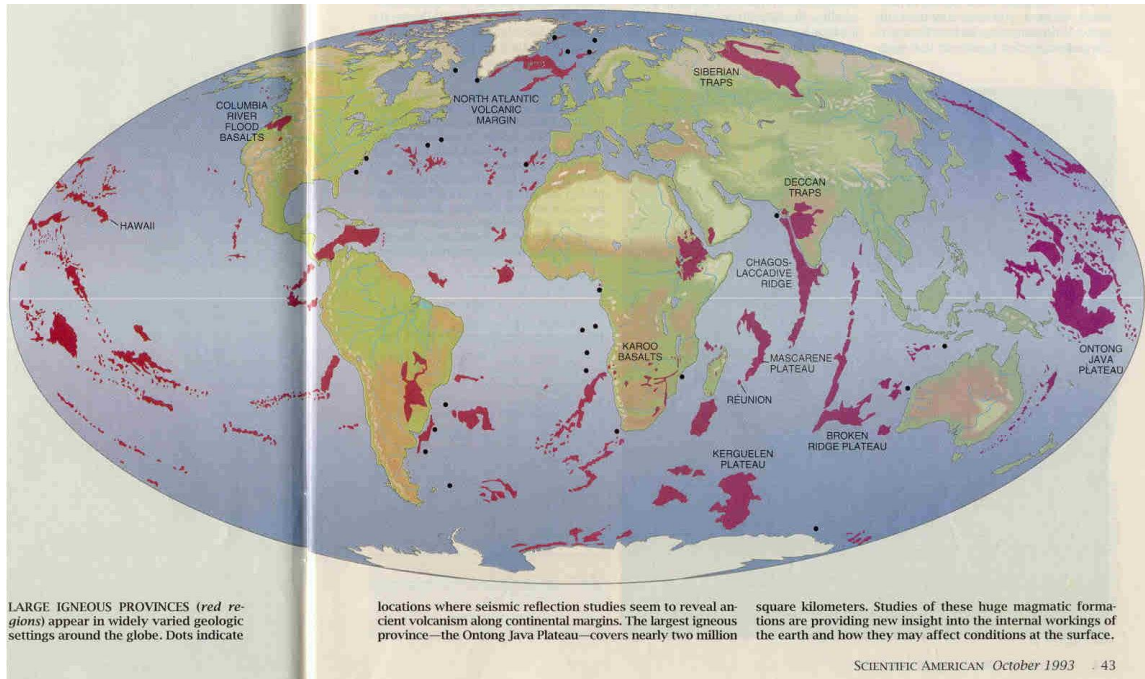 SIBERIAN
TRAPS
COLUMBIA
RIVER
FLOOD
BASALTS
NORTH ATLANTIC
VOLCANIC
MARGIN
DECCAN
TRAPS
HAWAII
CHAGOS-
LACCADIVE
RIDGE
KAROO
BASALTS
MASCARENE
PLATEAU
ONTONG
JAVA
PLATEAU
RÉUNION
BROKEN
RIDGE PLATEAU
KERGUELEN
PLATEAU
LARGE IGNEOUS PROVINCES (red re-
gions) appear in widely varied geologic
settings around the globe. Dots indicate
locations where seismic reflection studies seem to reveal an-
cient volcanism along continental margins. The largest igneous
province—the Ontong Java Plateau—covers nearly two million
square kilometers. Studies of these huge magmatic forma-
tions are providing new insight into the internal workings of
the earth and how they may affect conditions at the surface.
SCIENTIFIC AMERICAN October 1993 43